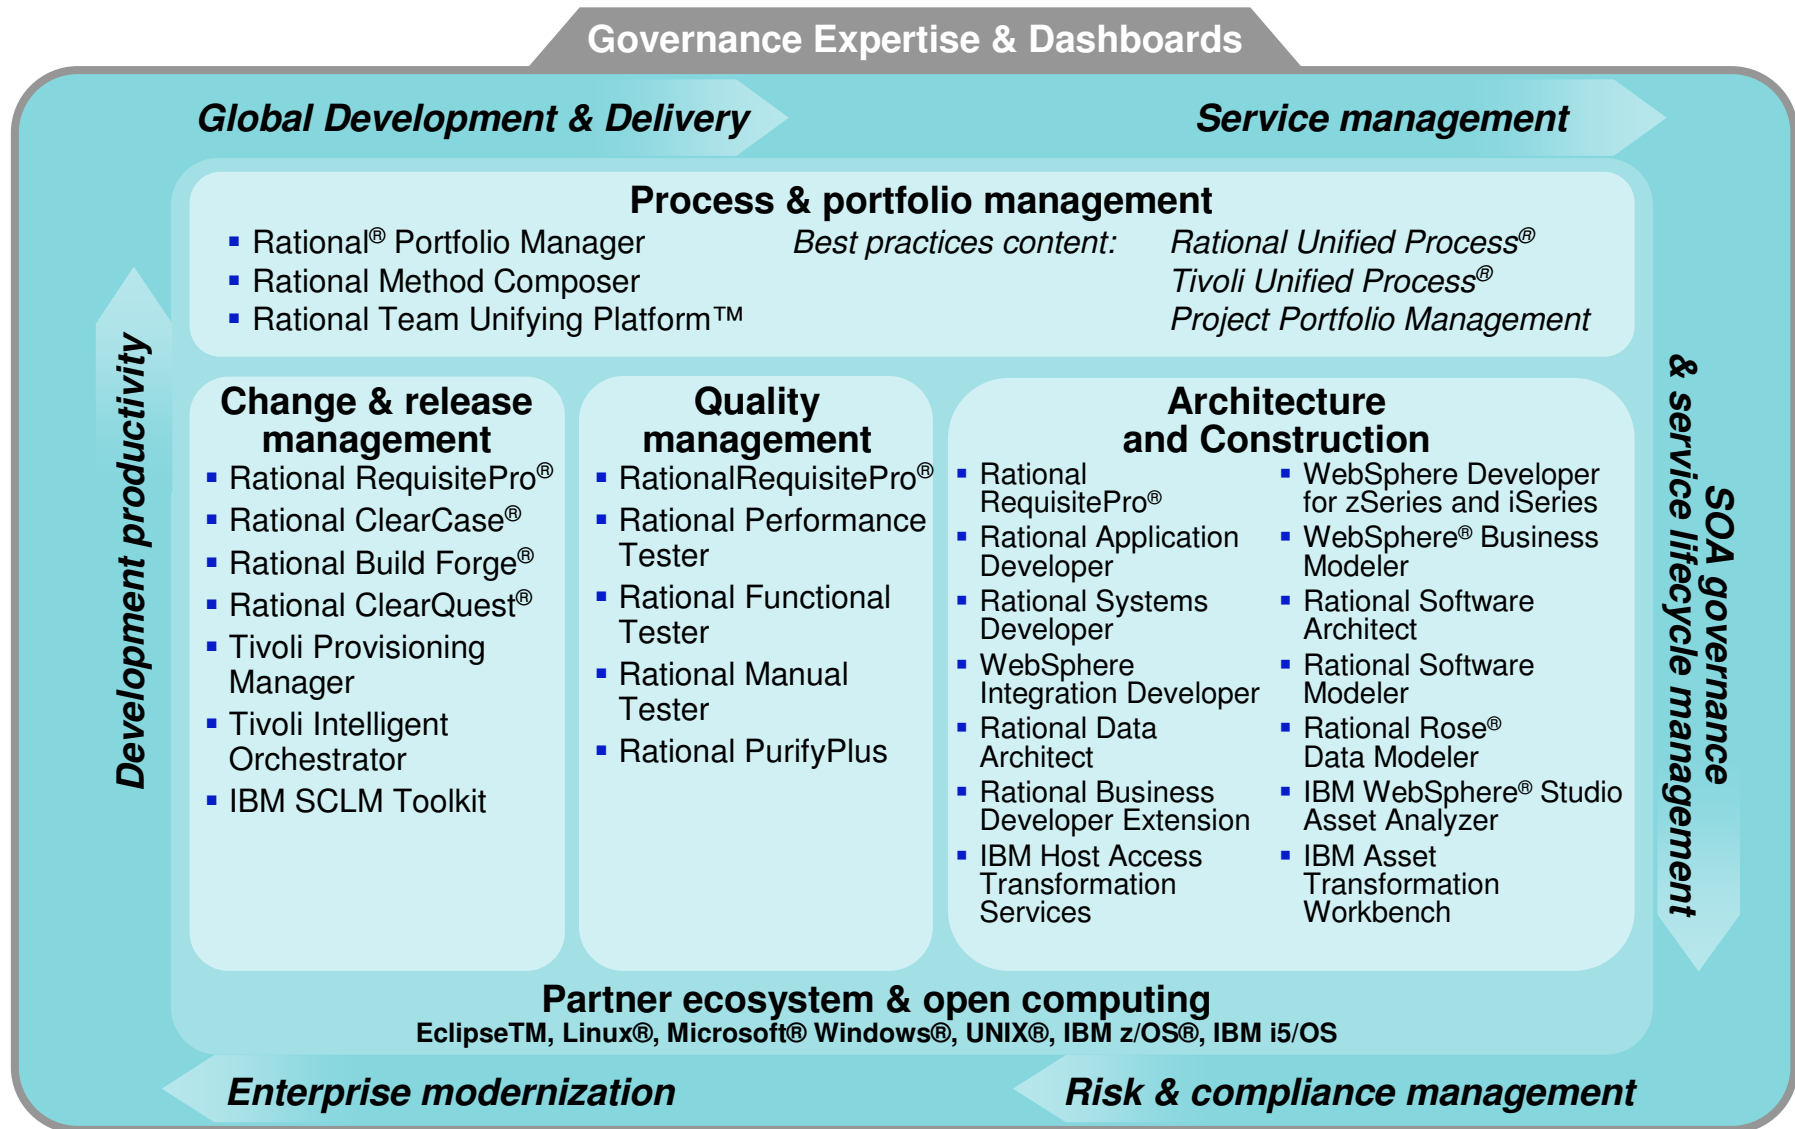 Governance Expertise & Dashboards
Global Development & Delivery
Service management
Process & portfolio management
▪ Rational® Portfolio Manager
▪ Rational Method Composer
▪ Rational Team Unifying Platform™
Best practices content:
Rational Unified Process®
Tivoli Unified Process®
Project Portfolio Management
Development productivity
Change & release
management
▪ Rational RequisitePro®
▪ Rational ClearCase®
▪ Rational Build Forge®
▪ Rational ClearQuest®
▪ Tivoli Provisioning
Manager
▪ Tivoli Intelligent
Orchestrator
▪ IBM SCLM Toolkit
Quality
management
▪ RationalRequisitePro®
▪ Rational Performance
Tester
▪ Rational Functional
Tester
▪ Rational Manual
Tester
▪ Rational PurifyPlus
Architecture
and Construction
▪ Rational
RequisitePro®
▪ Rational Application
Developer
▪ Rational Systems
Developer
▪ WebSphere
Integration Developer
▪ Rational Data
Architect
▪ Rational Business
Developer Extension
▪ IBM Host Access
Transformation
Services
▪ WebSphere Developer
for zSeries and iSeries
▪ WebSphere® Business
Modeler
▪ Rational Software
Architect
▪ Rational Software
Modeler
▪ Rational Rose®
Data Modeler
▪ IBM WebSphere® Studio
Asset Analyzer
▪ IBM Asset
Transformation
Workbench
SOA governance
& service lifecycle management
Partner ecosystem & open computing
EclipseTM, Linux®, Microsoft® Windows®, UNIX®, IBM z/OS®, IBM i5/OS
Enterprise modernization
Risk & compliance management